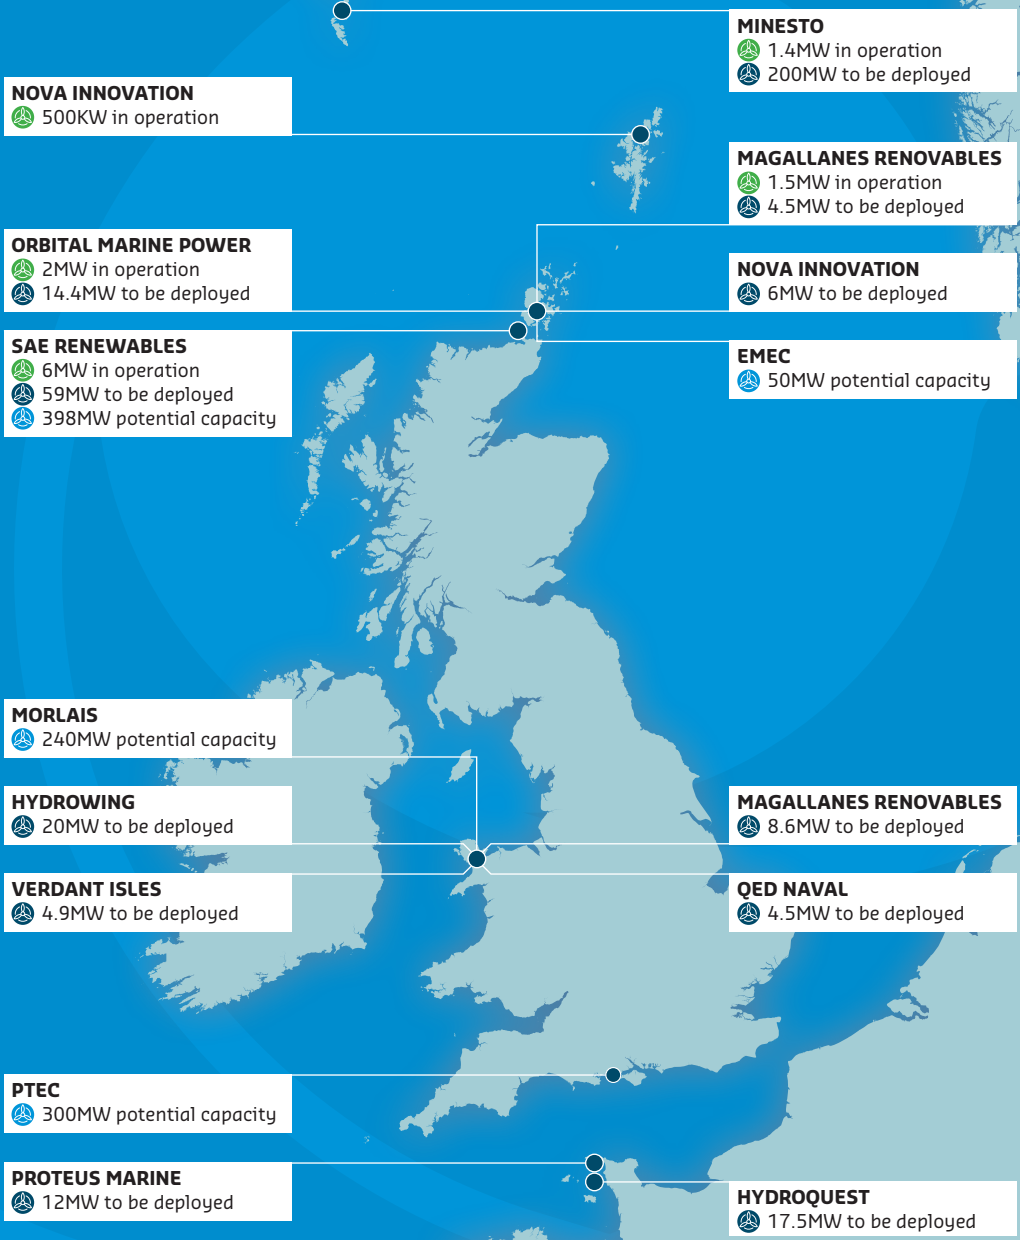 MINESTO
1.4MW in operation
200MW to be deployed
NOVA INNOVATION
500KW in operation
MAGALLANES RENOVABLES
1.5MW in operation
4.5MW to be deployed
ORBITAL MARINE POWER
2MW in operation
14.4MW to be deployed
NOVA INNOVATION
6MW to be deployed
SAE RENEWABLES
6MW in operation
59MW to be deployed
398MW potential capacity
EMEC
50MW potential capacity
MORLAIS
240MW potential capacity
HYDROWING
20MW to be deployed
MAGALLANES RENOVABLES
8.6MW to be deployed
VERDANT ISLES
4.9MW to be deployed
QED NAVAL
4.5MW to be deployed
PTEC
300MW potential capacity
PROTEUS MARINE
12MW to be deployed
HYDROQUEST
17.5MW to be deployed